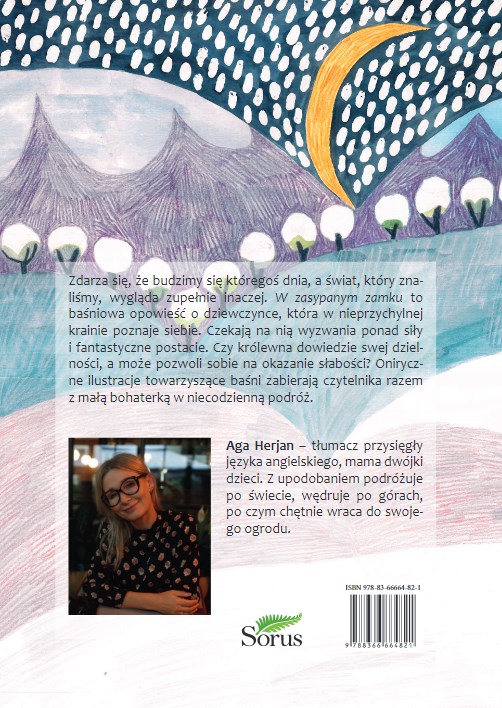 Zdarza się, że budzimy się któregoś dnia, a świat, który zna-
liśmy, wygląda zupełnie inaczej. W zasypanym zamku to
baśniowa opowieść o dziewczynce, która w nieprzychylnej
krainie poznaje siebie. Czekają na nią wyzwania ponad siły
i fantastyczne postacie. Czy królewna dowiedzie swej dziel-
ności, a może pozwoli sobie na okazanie słabości? Onirycz-
ne ilustracje towarzyszące baśni zabierają czytelnika razem
z małą bohaterką w niecodzienną podróż.
Aga Herjan – tłumacz przysięgły
języka angielskiego, mama dwójki
dzieci. Z upodobaniem podróżuje
po świecie, wędruje po górach,
po czym chętnie wraca do swoje-
go ogrodu.
ISBN 978-83-66664-82-1
Sorus
9 788366 664821